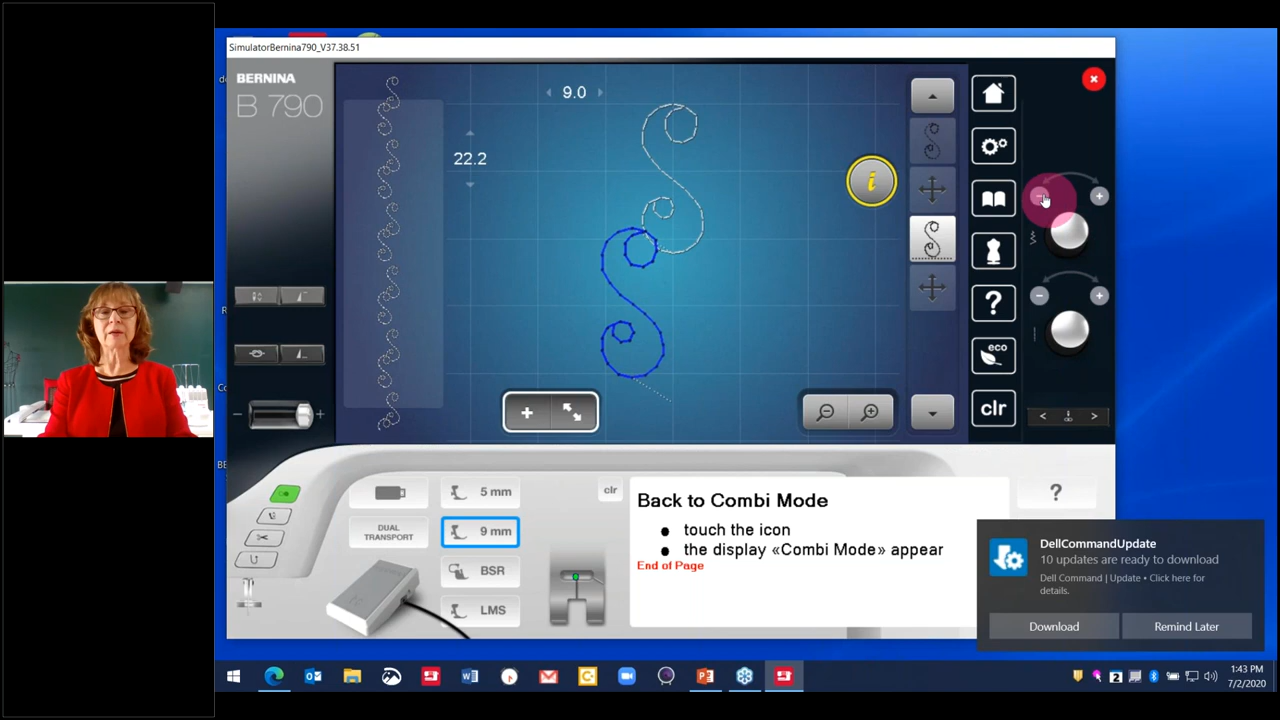 SimulatorBernina790_V37.38.51
BERNINA
B 790
9.0
22.2
i
?
eco
clr
clr
5 mm
DUAL
TRANSPORT
9 mm
BSR
LMS
Back to Combi Mode
touch the icon
the display «Combi Mode» appear
End of Page
?
DellCommandUpdate
10 updates are ready to download
Dell Command | Update • Click here for
details.
Download
Remind Later
1:43 PM
7/2/2020